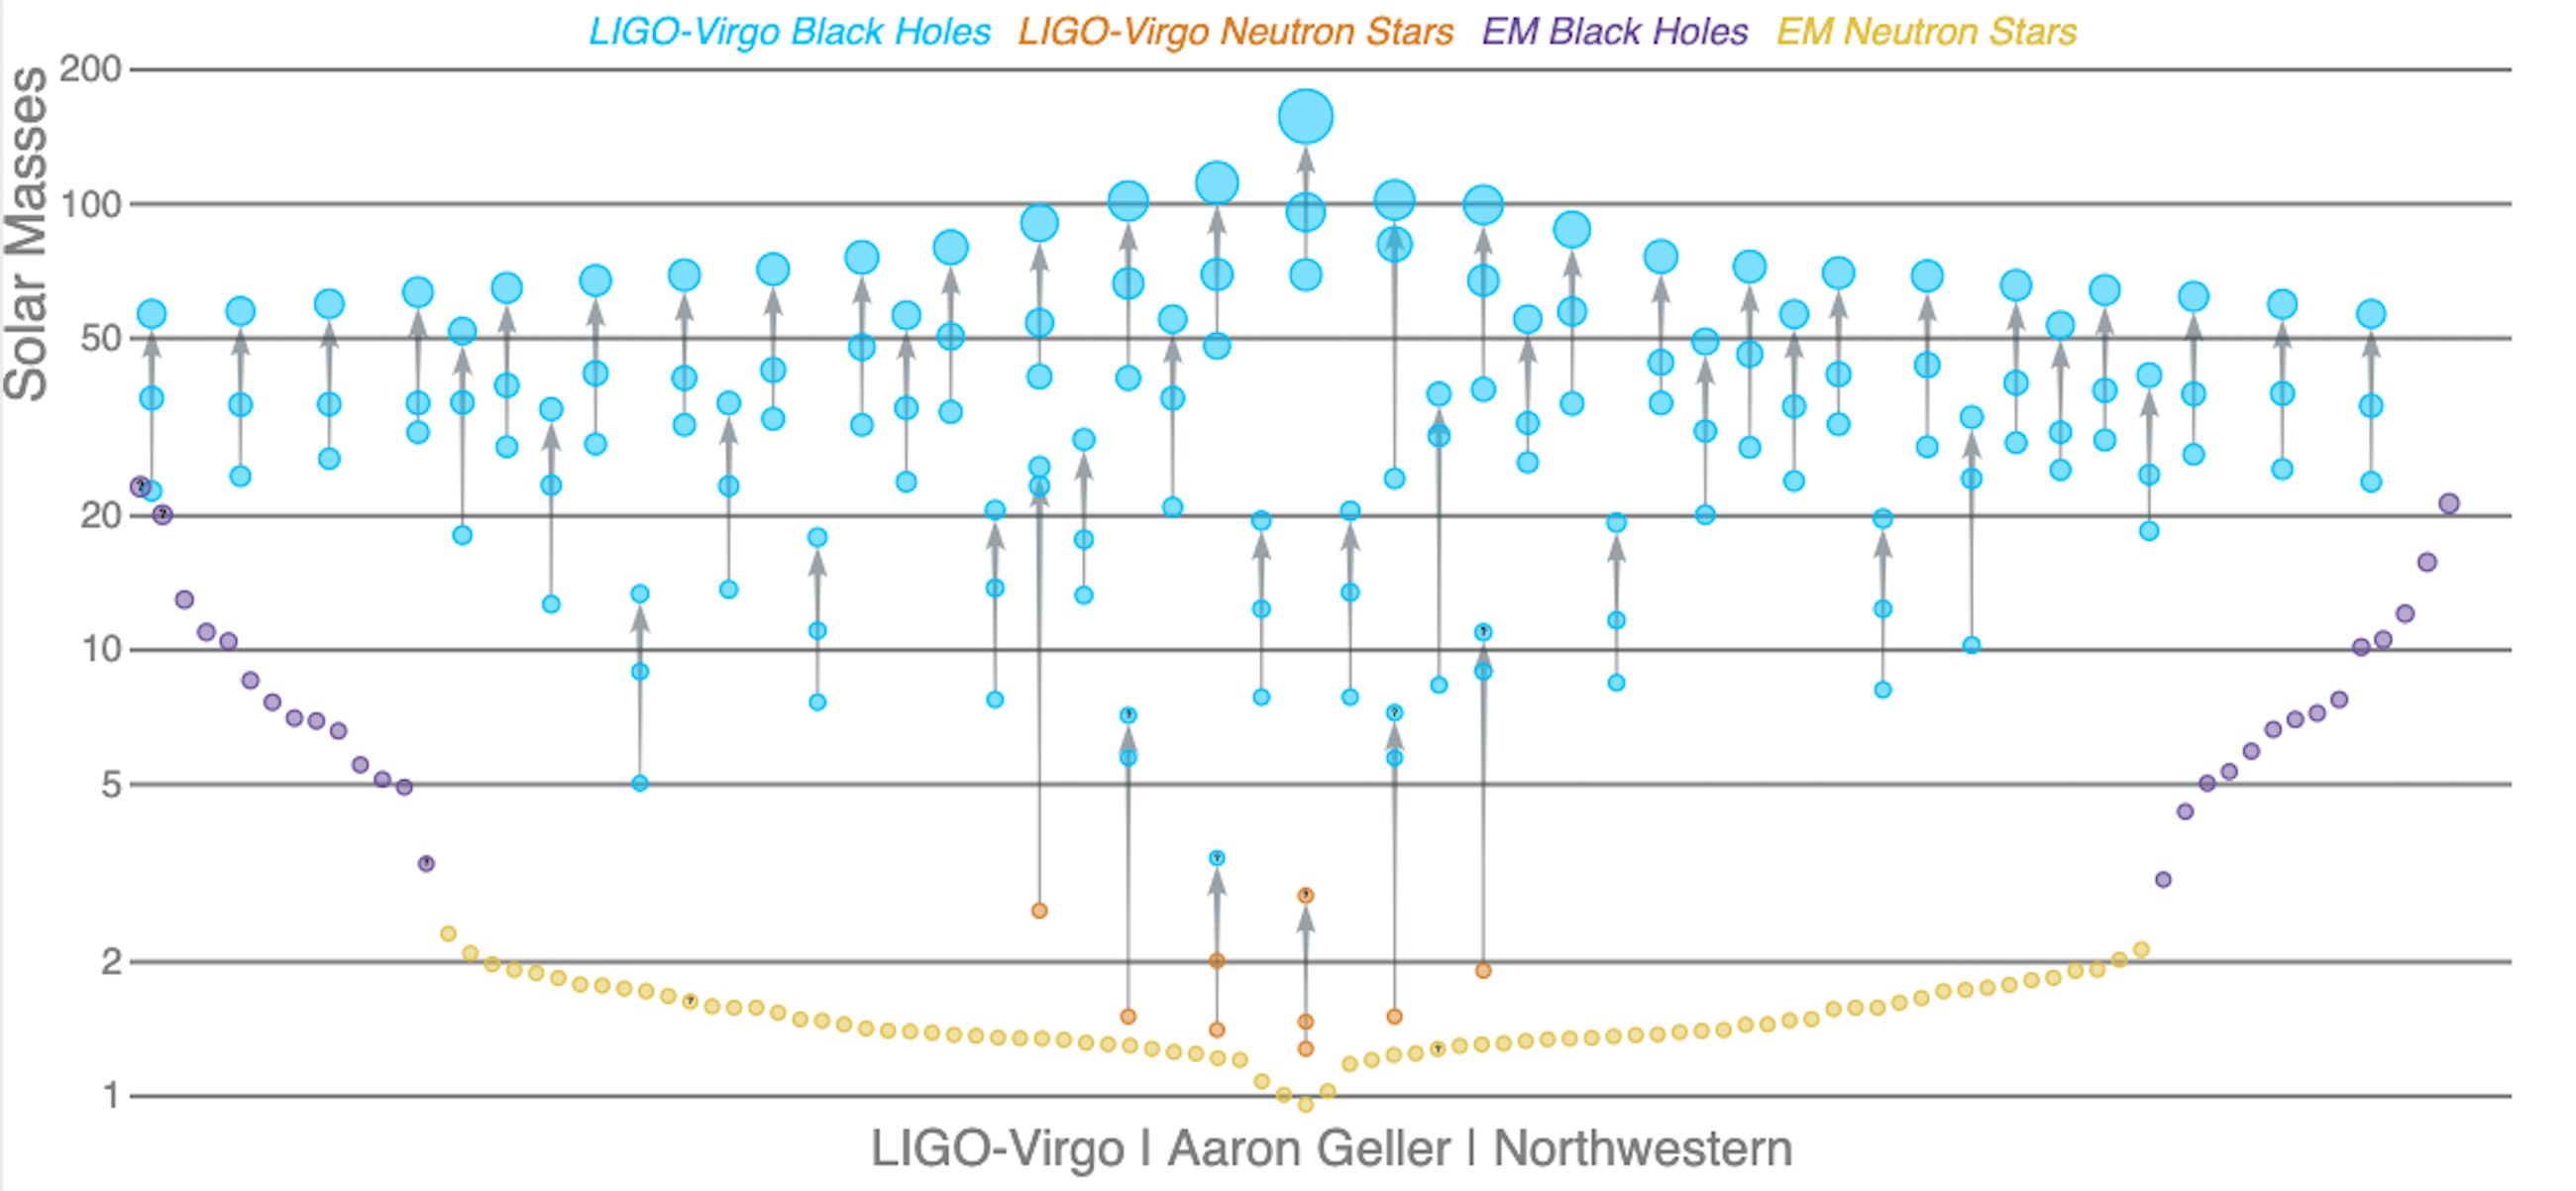 LIGO-Virgo Black Holes LIGO-Virgo Neutron Stars EM Black Holes EM Neutron Stars
Solar Masses
200
100
50
20
10
5
2
1
LIGO-Virgo | Aaron Geller | Northwestern